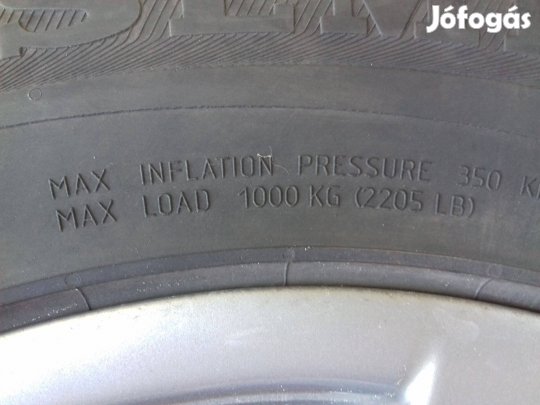 Jófogás
MAX INFLATION PRESSURE 350
MAX LOAD 1000 KG (2205 LB)